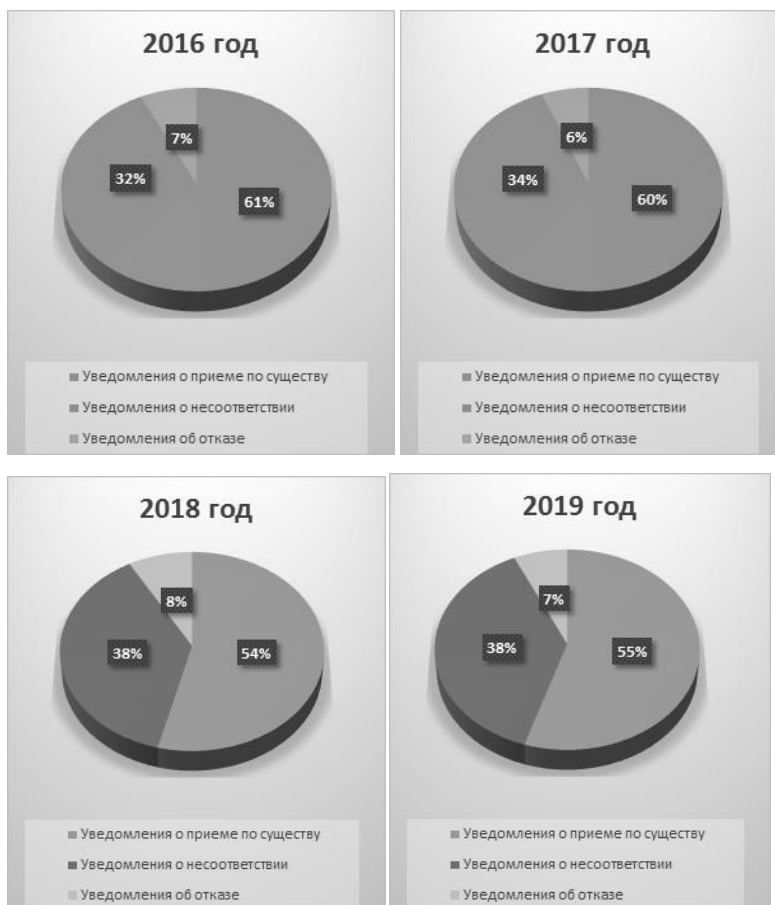 2016 год
7%
32%
61%
Уведомления о приеме по существу
Уведомления о несоответствии
Уведомления об отказе
2017 год
6%
34%
60%
Уведомления о приеме по существу
Уведомления о несоответствии
Уведомления об отказе
2018 год
8%
38%
54%
Уведомления о приеме по существу
Уведомления о несоответствии
Уведомления об отказе
2019 год
7%
38%
55%
Уведомления о приеме по существу
Уведомления о несоответствии
Уведомления об отказе